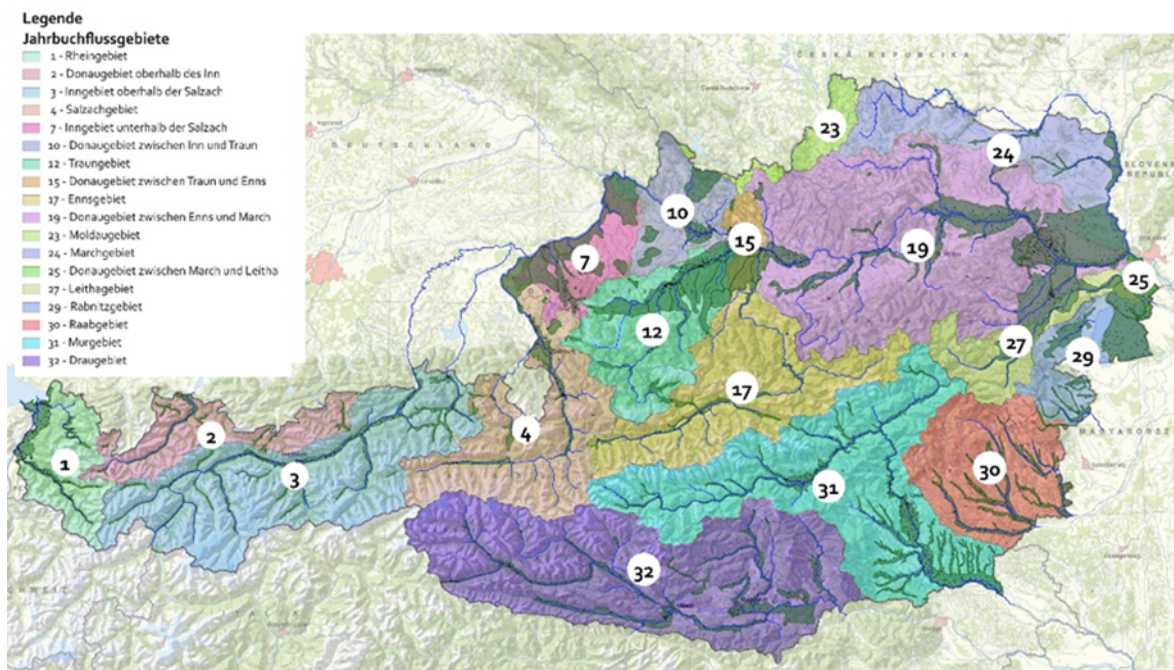 Legende
Jahrbuchflussgebiete
1 - Rheingebiet
2 - Donaugebiet oberhalb des Inn
3 - Inngebiet oberhalb der Salzach
4 - Salzachgebiet
7 - Inngebiet unterhalb der Salzach
10 - Donaugebiet zwischen Inn und Traun
12 - Traungebiet
15 - Donaugebiet zwischen Traun und Enns
17 - Ennsgebiet
19 - Donaugebiet zwischen Enns und March
23 - Moldaugebiet
24 - Marchgebiet
25 - Donaugebiet zwischen March und Leitha
27 - Leithagebiet
29 - Rabnitzgebiet
30 - Raabgebiet
31 - Murgebiet
32 - Draugebiet
ČESKÁ REPUBLIKA
DEUTSCHLAND
SLOVEN
REPUBL
MAGYARORSZ
CHWEIZ
23
24
10
7
15
19
25
12
27
29
17
4
2
1
3
31
30
32